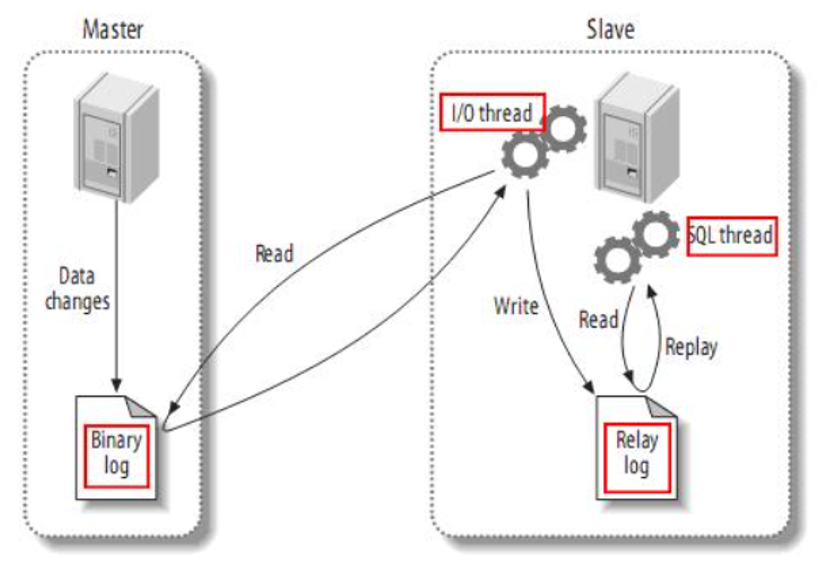 Master
Slave
I/O thread
SQL thread
Read
Data
changes
Write
Read
Replay
Binary
log
Relay
log